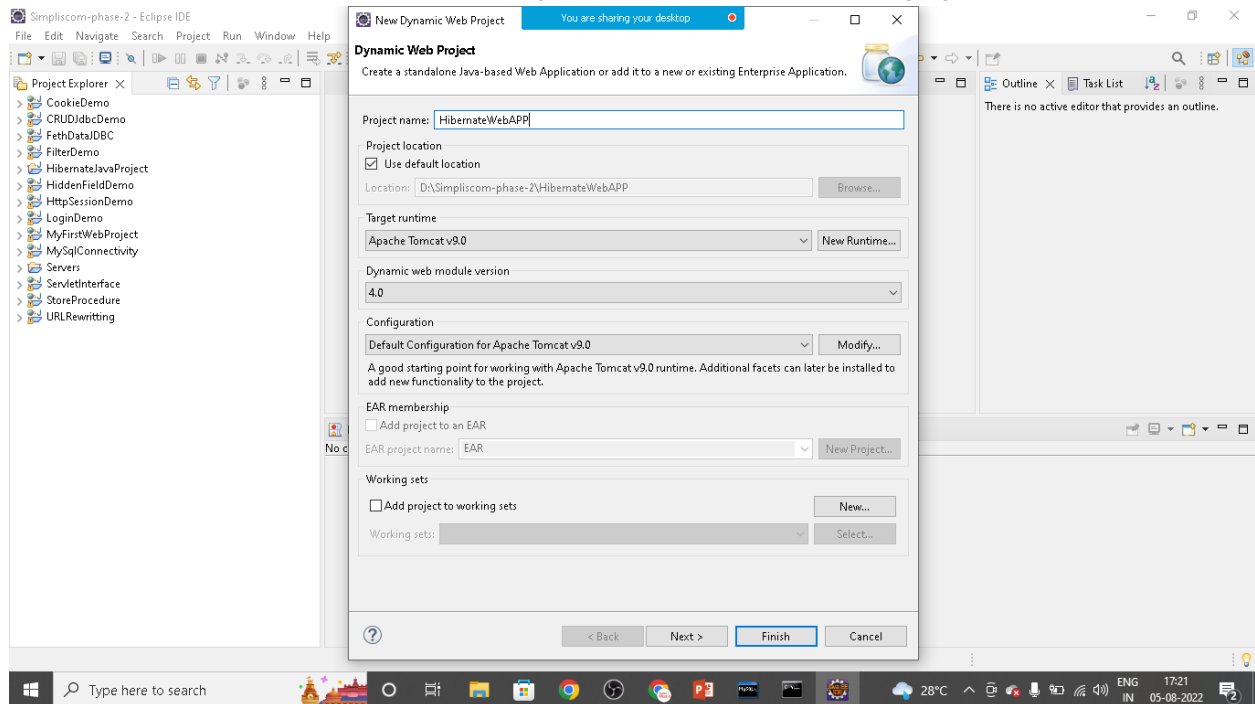 Simpliscom-phase-2 - Eclipse IDE
File Edit Navigate Search Project Run Window Help
Project Explorer
CookieDemo
CRUDJdbcDemo
FethDataJDBC
FilterDemo
HibernateJavaProject
HiddenFieldDemo
HttpSessionDemo
LoginDemo
MyFirstWebProject
MySqlConnectivity
Servers
ServletInterface
StoreProcedure
URLRewritting
New Dynamic Web Project
You are sharing your desktop
Dynamic Web Project
Create a standalone Java-based Web Application or add it to a new or existing Enterprise Application.
Project name: HibernateWebAPP
Project location
Use default location
Location: D:\Simpliscom-phase-2\HibernateWebAPP Browse...
Target runtime
Apache Tomcat v9.0 New Runtime...
Dynamic web module version
4.0
Configuration
Default Configuration for Apache Tomcat v9.0 Modify...
A good starting point for working with Apache Tomcat v9.0 runtime. Additional facets can later be installed to
add new functionality to the project.
EAR membership
Add project to an EAR
EAR project name: EAR New Project...
Working sets
Add project to working sets New...
Working sets: Select...
< Back Next > Finish Cancel
No c
Outline Task List
There is no active editor that provides an outline.
Type here to search
28°C
ENG
IN
17:21
05-08-2022
2